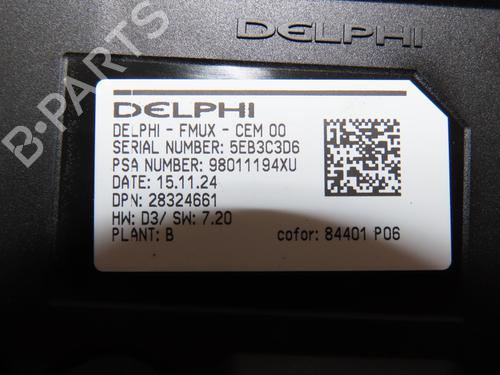 DELPHI
DELPHI
DELPHI - FMUX - CEM 00
SERIAL NUMBER: 5EB3C3D6
PSA NUMBER: 98011194XU
DATE: 15.11.24
DPN: 28324661
HW: D3/ SW: 7.20
PLANT: B cofor: 84401 P06
B-PARTS